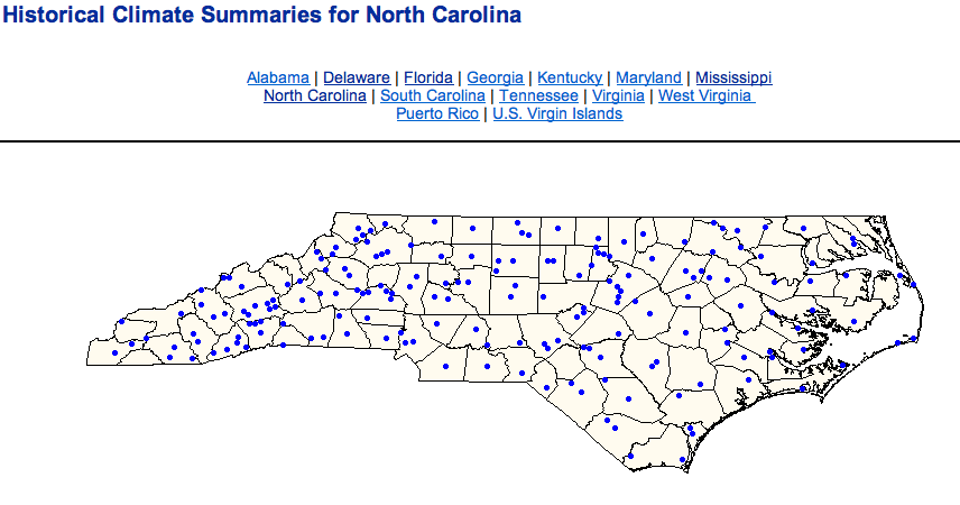 Historical Climate Summaries for North Carolina
Alabama | Delaware | Florida | Georgia | Kentucky | Maryland | Mississippi
North Carolina | South Carolina | Tennessee | Virginia | West Virginia
Puerto Rico | U.S. Virgin Islands